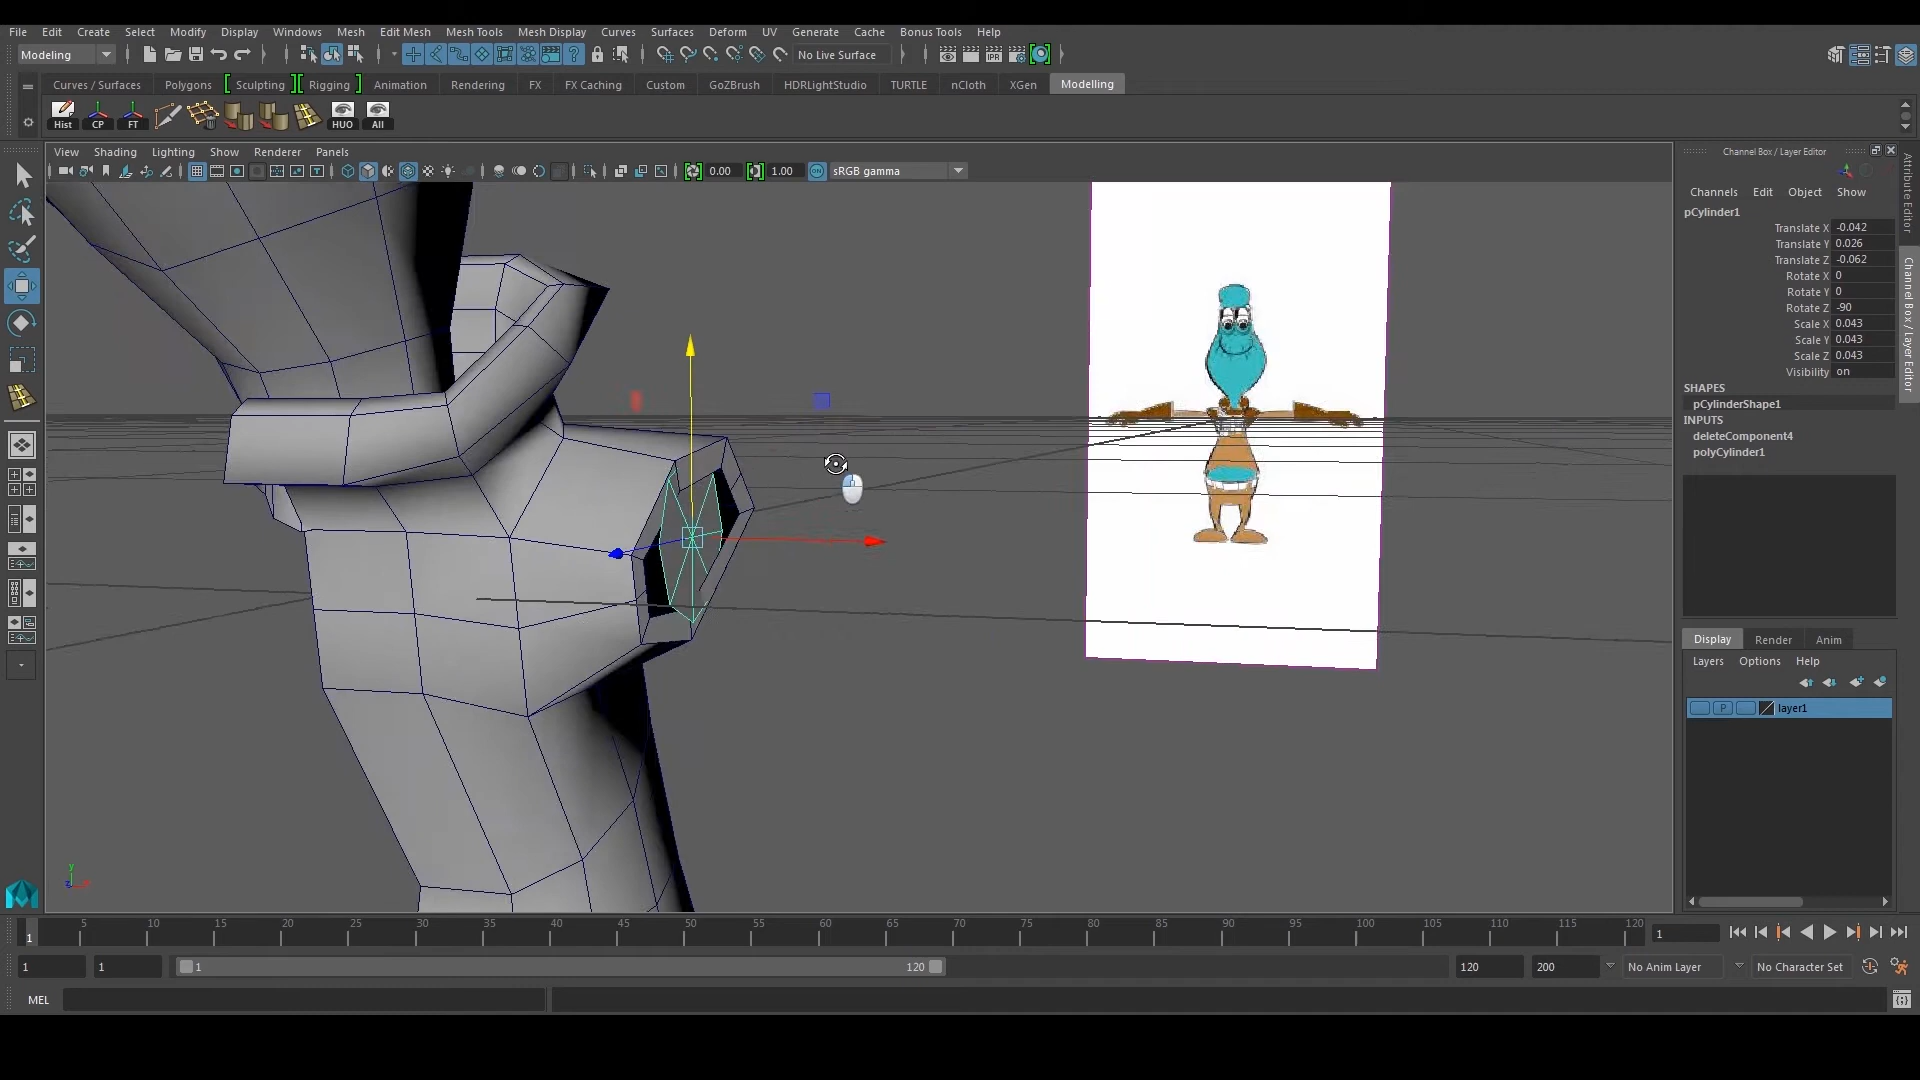 File Edit Create Select Modify Display Windows Mesh Edit Mesh Mesh Tools Mesh Display Curves Surfaces Deform UV Generate Cache Bonus Tools Help
Modeling No Live Surface
Curves / Surfaces Polygons Sculpting Rigging Animation Rendering FX FX Caching Custom GoZBrush HDRLightStudio TURTLE nCloth XGen Modelling
Hist CP FT HUO All
View Shading Lighting Show Renderer Panels
0.00 1.00 sRGB gamma
Channel Box / Layer Editor
Channels Edit Object Show
pCylinder1
Translate X -0.042
Translate Y 0.026
Translate Z -0.062
Rotate X 0
Rotate Y 0
Rotate Z -90
Scale X 0.043
Scale Y 0.043
Scale Z 0.043
Visibility on
SHAPES
pCylinderShape1
INPUTS
deleteComponent4
polyCylinder1
Attribute Editor
Channel Box / Layer Editor
Display Render Anim
Layers Options Help
P layer1
y
z
1 5 10 15 20 25 30 35 40 45 50 55 60 65 70 75 80 85 90 95 100 105 110 115 120 1
1 1 1 120 120 200 No Anim Layer No Character Set
MEL